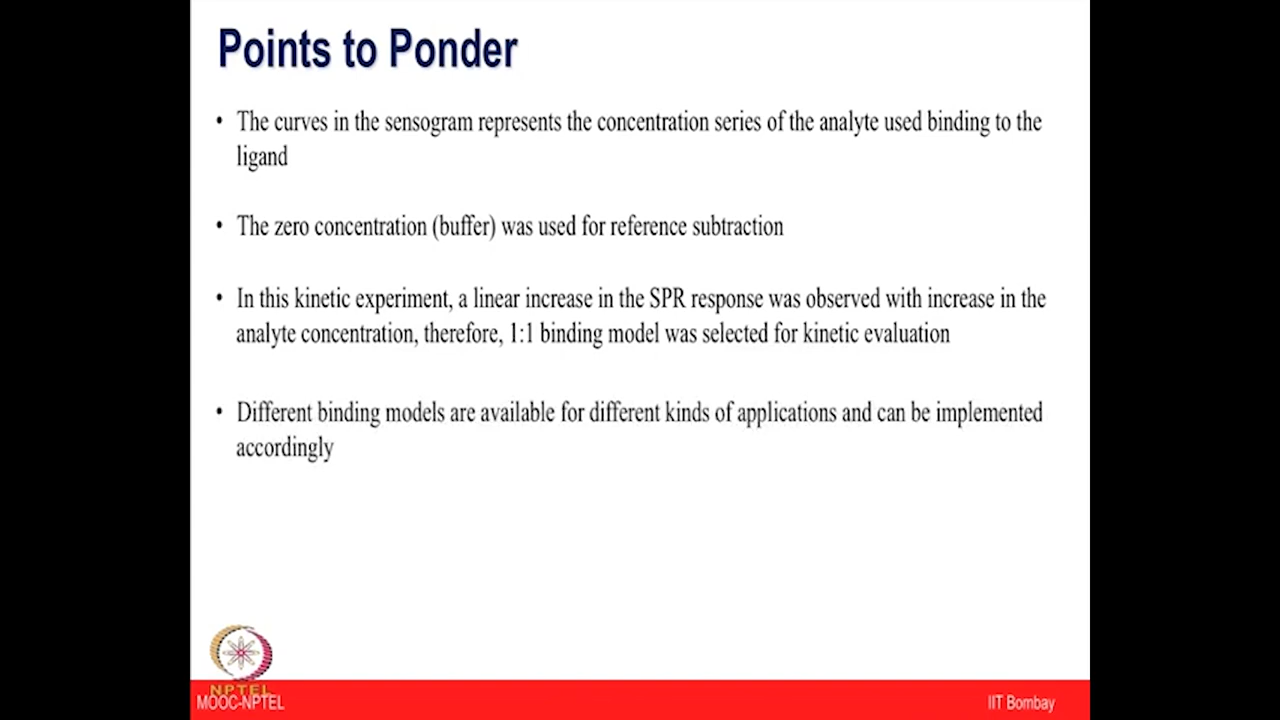 Points to Ponder
• The curves in the sensogram represents the concentration series of the analyte used binding to the
ligand
• The zero concentration (buffer) was used for reference subtraction
• In this kinetic experiment, a linear increase in the SPR response was observed with increase in the
analyte concentration, therefore, 1:1 binding model was selected for kinetic evaluation
• Different binding models are available for different kinds of applications and can be implemented
accordingly
NPTEL
MOOC-NPTEL
IIT Bombay